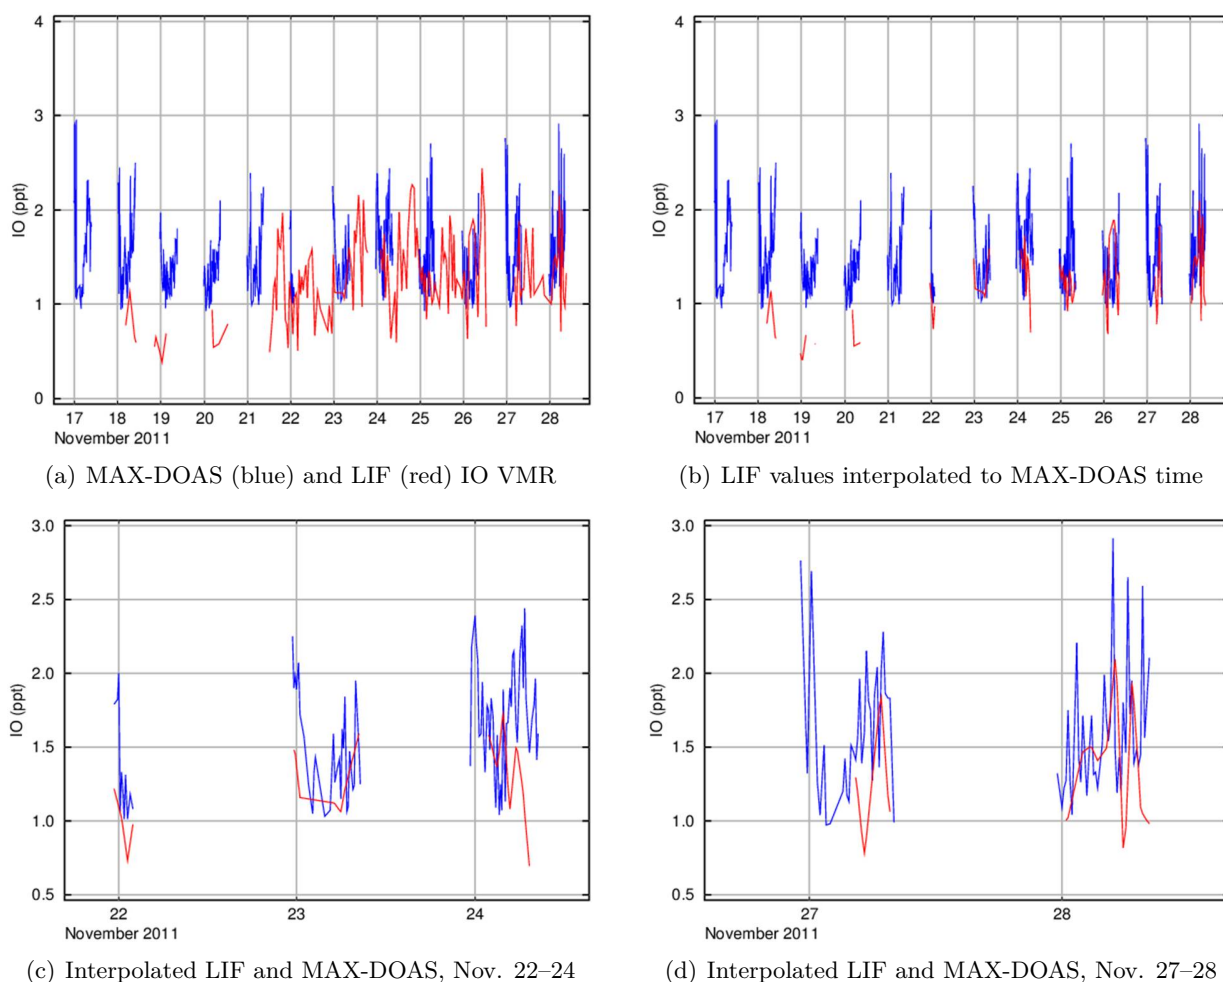 4
3
2
1
0
IO (ppt)
17 18 19 20 21 22 23 24 25 26 27 28
November 2011
(a) MAX-DOAS (blue) and LIF (red) IO VMR
4
3
2
1
0
IO (ppt)
17 18 19 20 21 22 23 24 25 26 27 28
November 2011
(b) LIF values interpolated to MAX-DOAS time
3.0
2.5
2.0
1.5
1.0
0.5
IO (ppt)
22 23 24
November 2011
(c) Interpolated LIF and MAX-DOAS, Nov. 22–24
3.0
2.5
2.0
1.5
1.0
0.5
IO (ppt)
27 28
November 2011
(d) Interpolated LIF and MAX-DOAS, Nov. 27–28